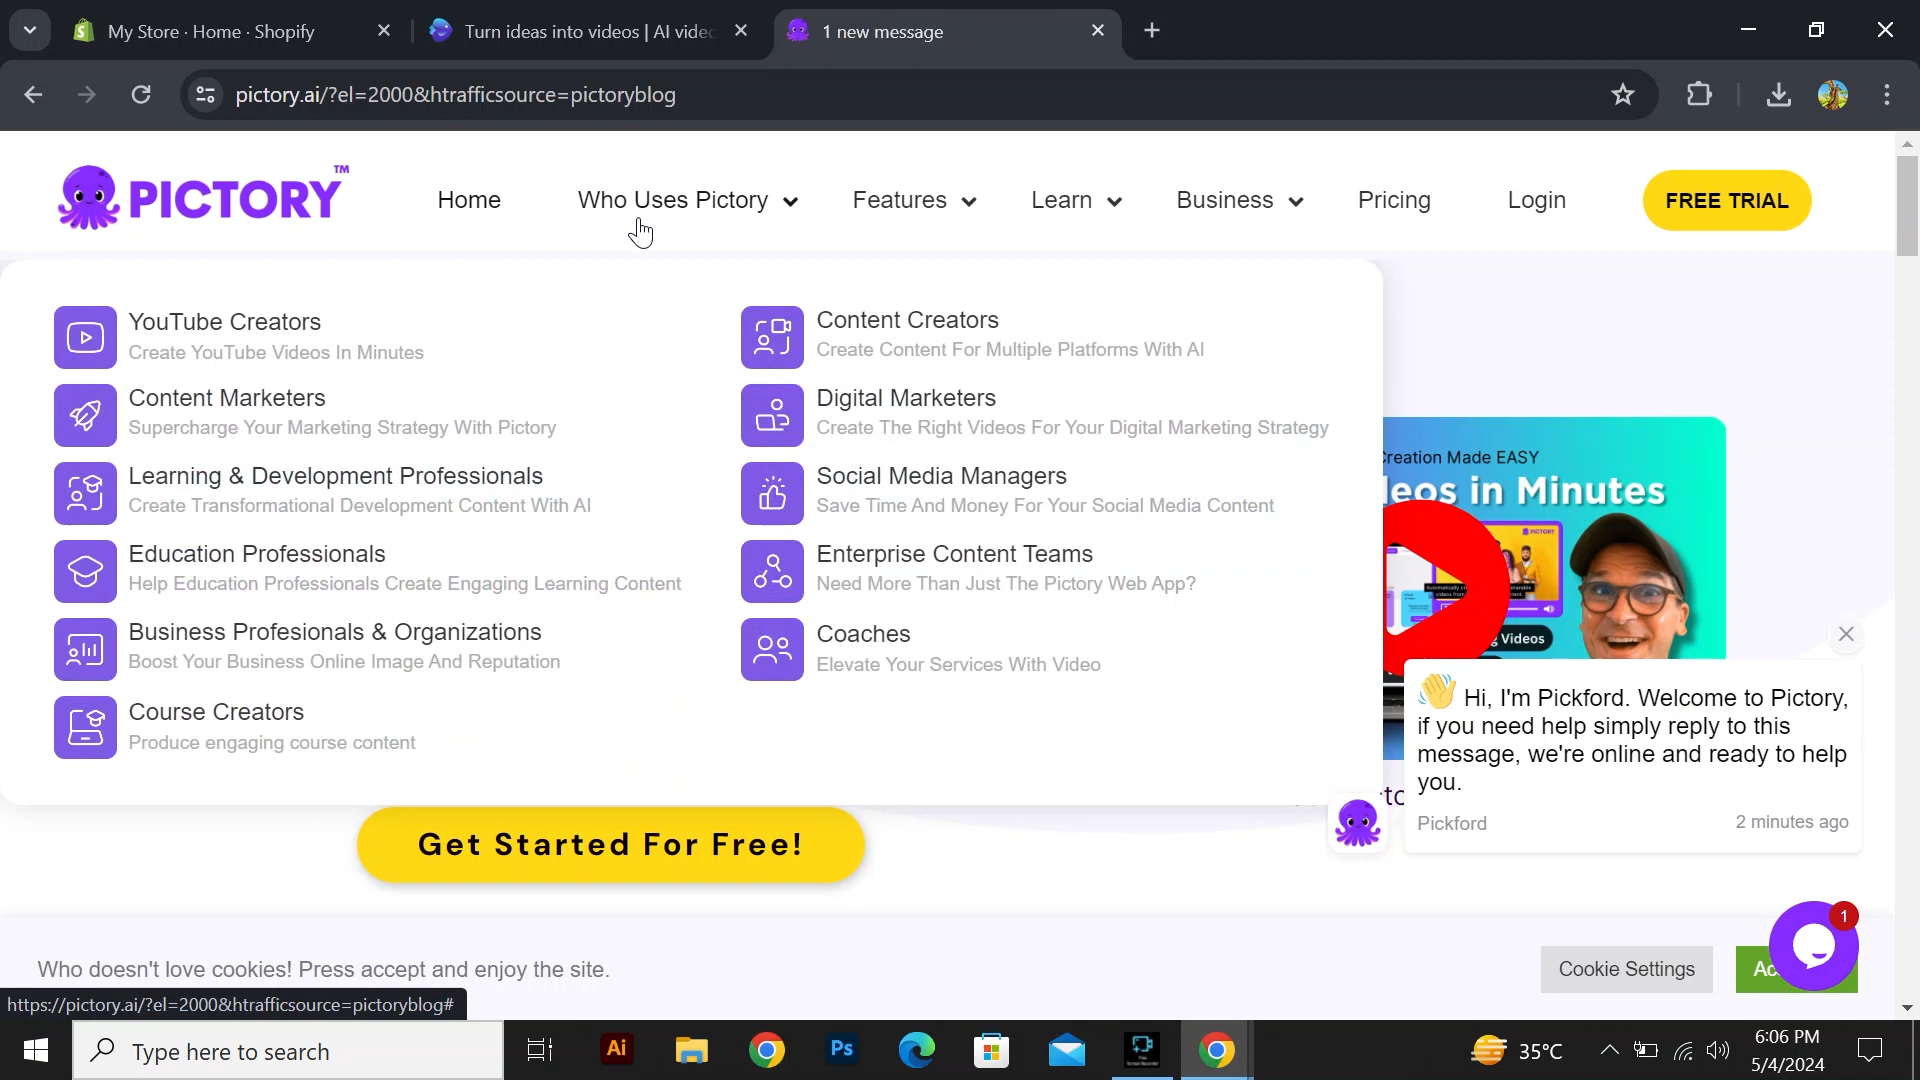 My Store · Home · Shopify
Turn ideas into videos | AI videc
1 new message
pictory.ai/?el=2000&htrafficsource=pictoryblog
PICTORY™
Home
Who Uses Pictory
Features
Learn
Business
Pricing
Login
FREE TRIAL
YouTube Creators
Create YouTube Videos In Minutes
Content Creators
Create Content For Multiple Platforms With AI
Content Marketers
Supercharge Your Marketing Strategy With Pictory
Digital Marketers
Create The Right Videos For Your Digital Marketing Strategy
Learning & Development Professionals
Create Transformational Development Content With AI
Social Media Managers
Save Time And Money For Your Social Media Content
Education Professionals
Help Education Professionals Create Engaging Learning Content
Enterprise Content Teams
Need More Than Just The Pictory Web App?
Business Profesionals & Organizations
Boost Your Business Online Image And Reputation
Coaches
Elevate Your Services With Video
Course Creators
Produce engaging course content
Creation Made EASY
leos in Minutes
PICTORY
g Videos
👋 Hi, I'm Pickford. Welcome to Pictory,
if you need help simply reply to this
message, we're online and ready to help
you.
Pickford
2 minutes ago
Get Started For Free!
Who doesn't love cookies! Press accept and enjoy the site.
Cookie Settings
1
https://pictory.ai/?el=2000&htrafficsource=pictoryblog#
Type here to search
Ai
Ps
35°C
6:06 PM
5/4/2024